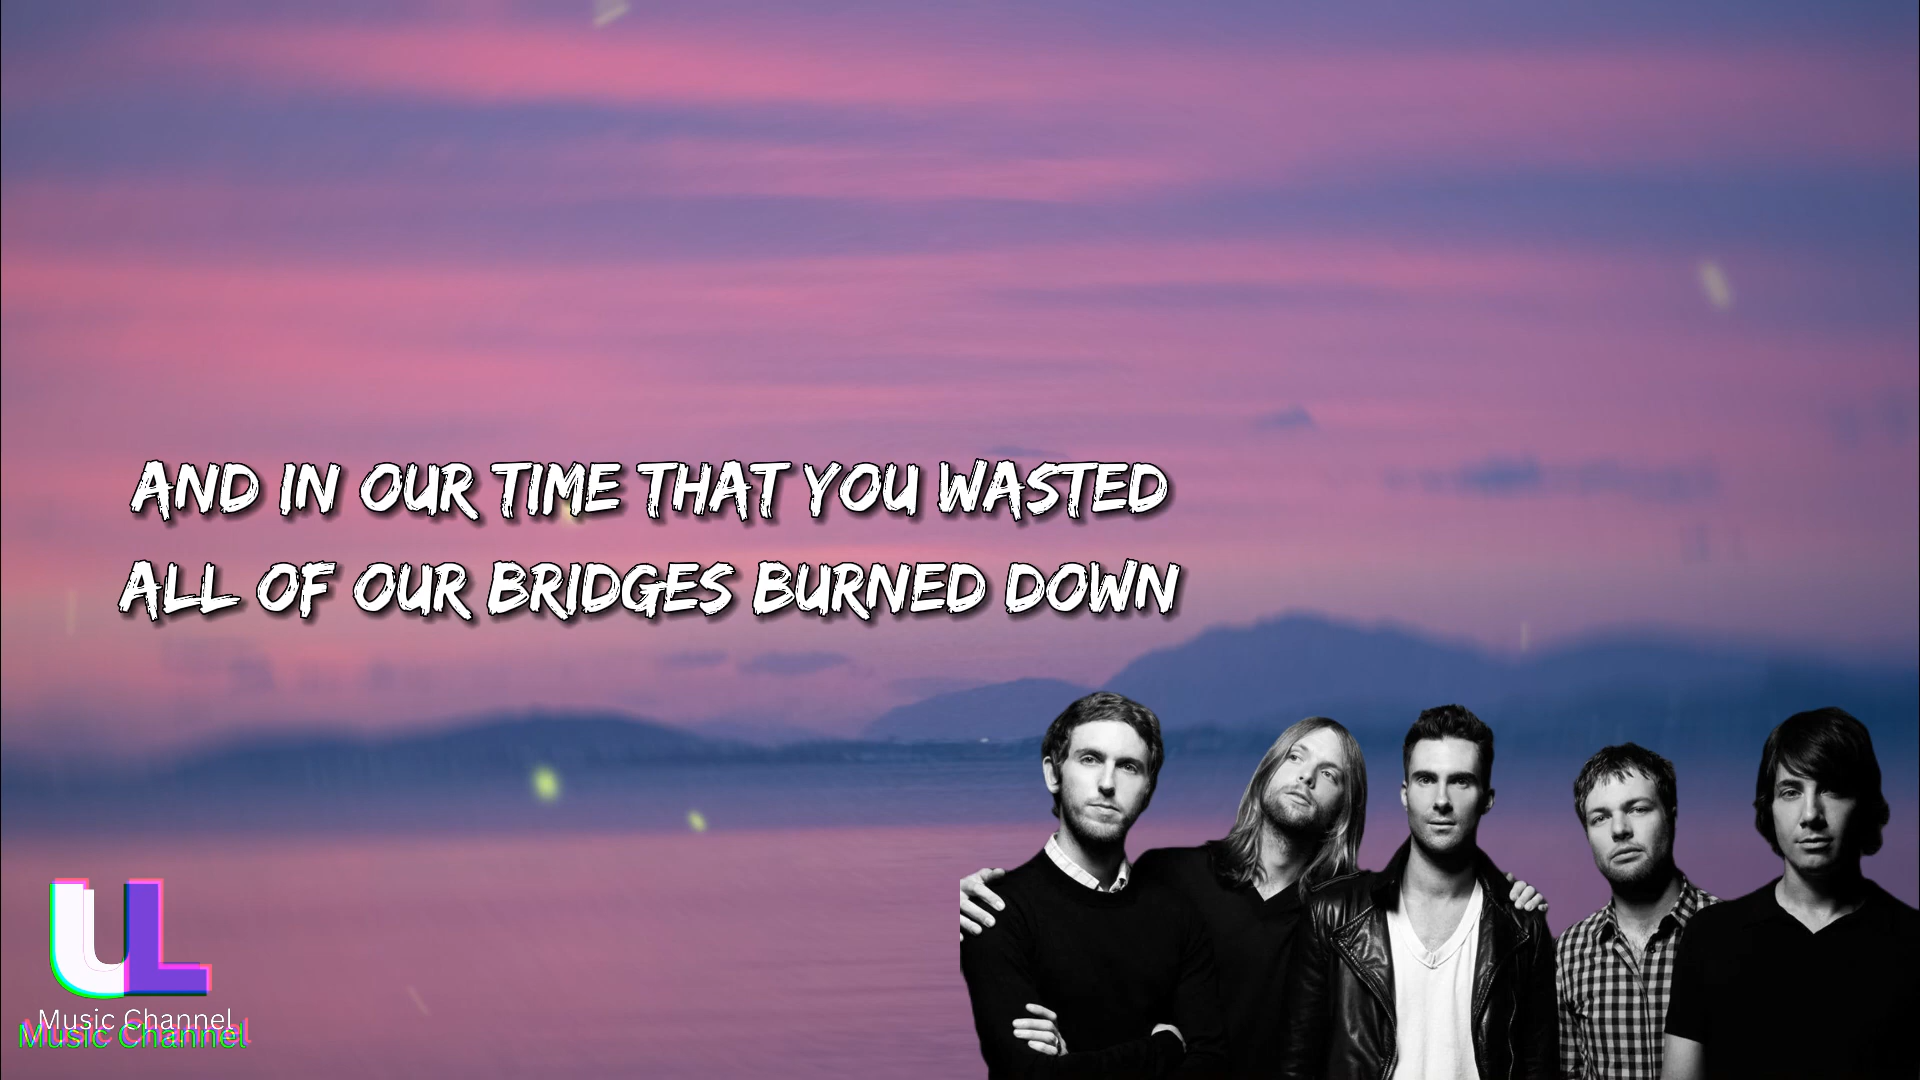 AND IN OUR TIME THAT YOU WASTED
ALL OF OUR BRIDGES BURNED DOWN
UL
Music Channel
Music Channel